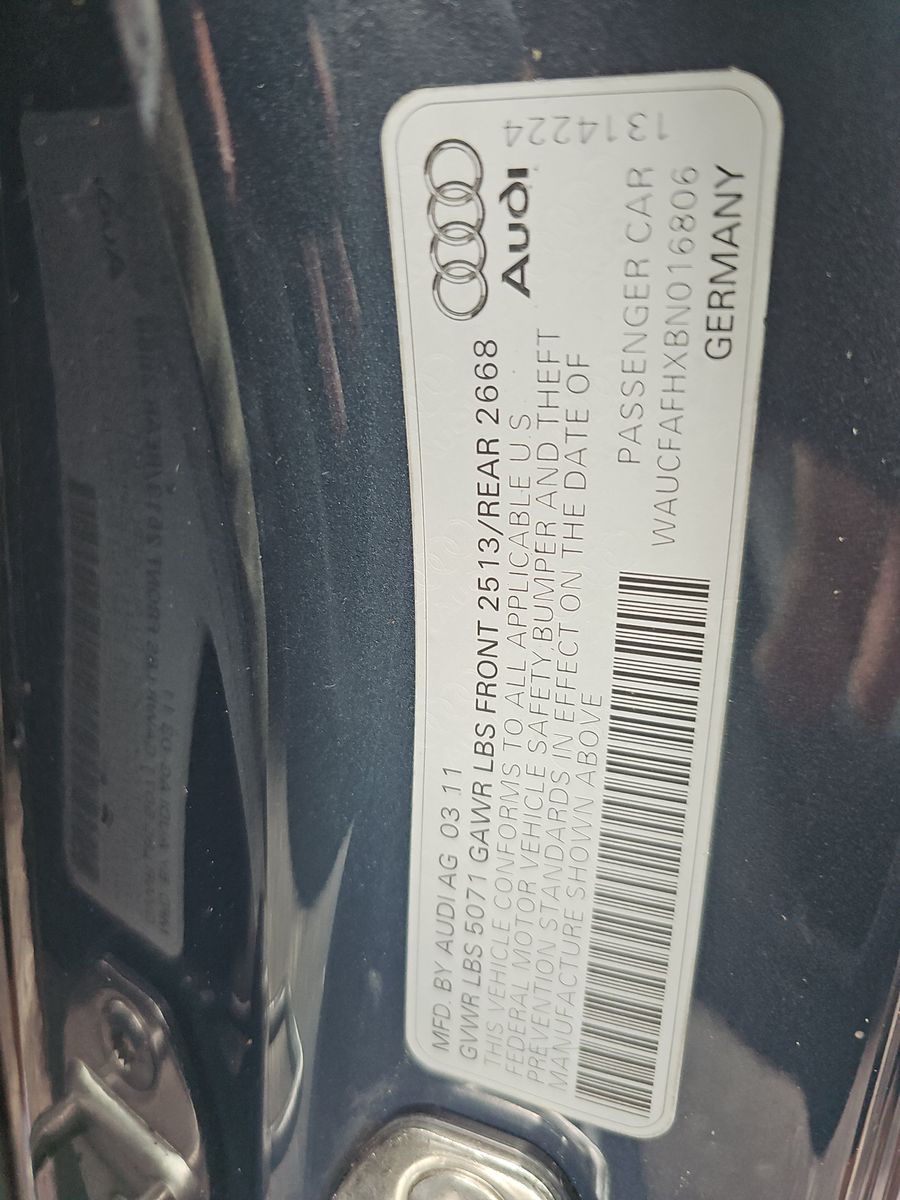 MFD. BY AUDI AG 03 11
GVWR LBS 5071 GAWR LBS FRONT 2513/REAR 2668
THIS VEHICLE CONFORMS TO ALL APPLICABLE U.S
FEDERAL MOTOR VEHICLE SAFETY,BUMPER AND THEFT
PREVENTION STANDARDS IN EFFECT ON THE DATE OF
MANUFACTURE SHOWN ABOVE
Audi
1314224
PASSENGER CAR
WAUCFAFHXBN016806
GERMANY